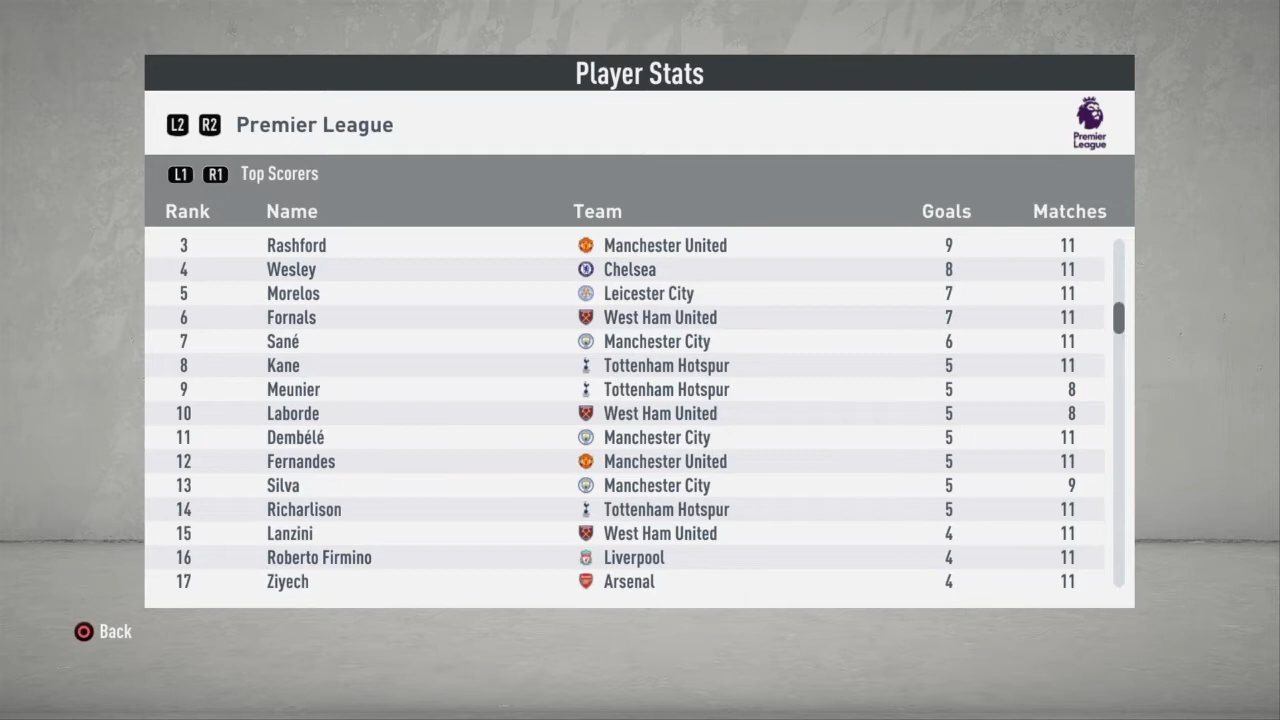 Player Stats
L2 R2 Premier League
Premier League
L1 R1 Top Scorers
Rank Name Team Goals Matches
3 Rashford Manchester United 9 11
4 Wesley Chelsea 8 11
5 Morelos Leicester City 7 11
6 Fornals West Ham United 7 11
7 Sané Manchester City 6 11
8 Kane Tottenham Hotspur 5 11
9 Meunier Tottenham Hotspur 5 8
10 Laborde West Ham United 5 8
11 Dembélé Manchester City 5 11
12 Fernandes Manchester United 5 11
13 Silva Manchester City 5 9
14 Richarlison Tottenham Hotspur 5 11
15 Lanzini West Ham United 4 11
16 Roberto Firmino Liverpool 4 11
17 Ziyech Arsenal 4 11
Back